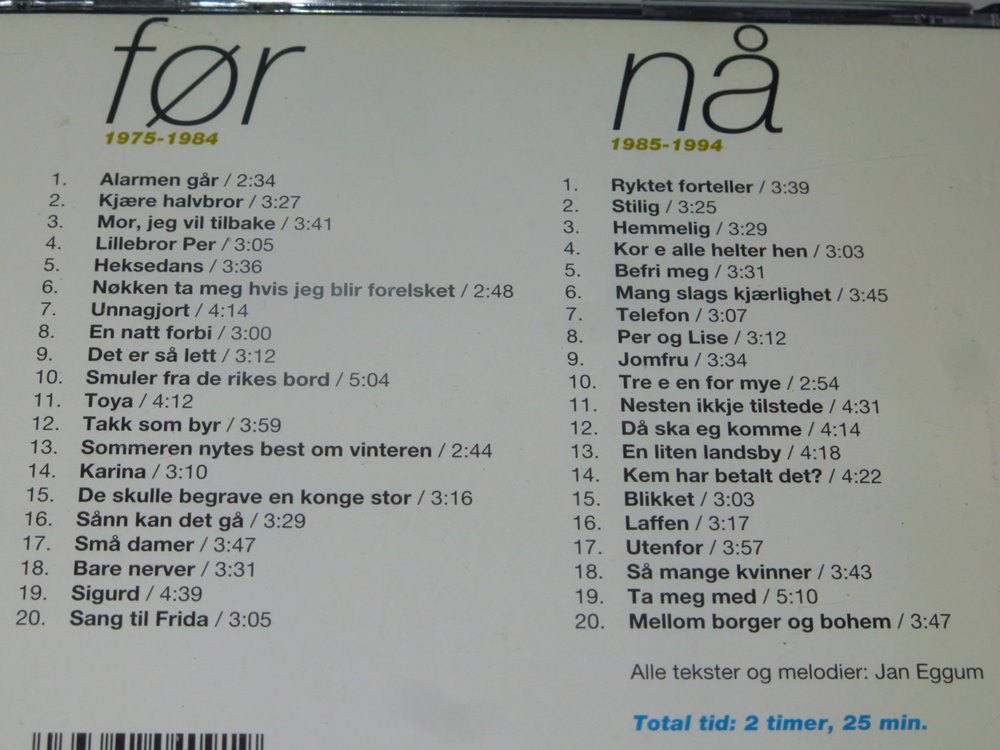 før
1975-1984
1. Alarmen går / 2:34
2. Kjære halvbror / 3:27
3. Mor, jeg vil tilbake / 3:41
4. Lillebror Per / 3:05
5. Heksedans / 3:36
6. Nøkken ta meg hvis jeg blir forelsket / 2:48
7. Unnagjort / 4:14
8. En natt forbi / 3:00
9. Det er så lett / 3:12
10. Smuler fra de rikes bord / 5:04
11. Toya / 4:12
12. Takk som byr / 3:59
13. Sommeren nytes best om vinteren / 2:44
14. Karina / 3:10
15. De skulle begrave en konge stor / 3:16
16. Sånn kan det gå / 3:29
17. Små damer / 3:47
18. Bare nerver / 3:31
19. Sigurd / 4:39
20. Sang til Frida / 3:05
nå
1985-1994
1. Ryktet forteller / 3:39
2. Stilig / 3:25
3. Hemmelig / 3:29
4. Kor e alle helter hen / 3:03
5. Befri meg / 3:31
6. Mang slags kjærlighet / 3:45
7. Telefon / 3:07
8. Per og Lise / 3:12
9. Jomfru / 3:34
10. Tre e en for mye / 2:54
11. Nesten ikkje tilstede / 4:31
12. Då ska eg komme / 4:14
13. En liten landsby / 4:18
14. Kem har betalt det? / 4:22
15. Blikket / 3:03
16. Laffen / 3:17
17. Utenfor / 3:57
18. Så mange kvinner / 3:43
19. Ta meg med / 5:10
20. Mellom borger og bohem / 3:47
Alle tekster og melodier: Jan Eggum
Total tid: 2 timer, 25 min.